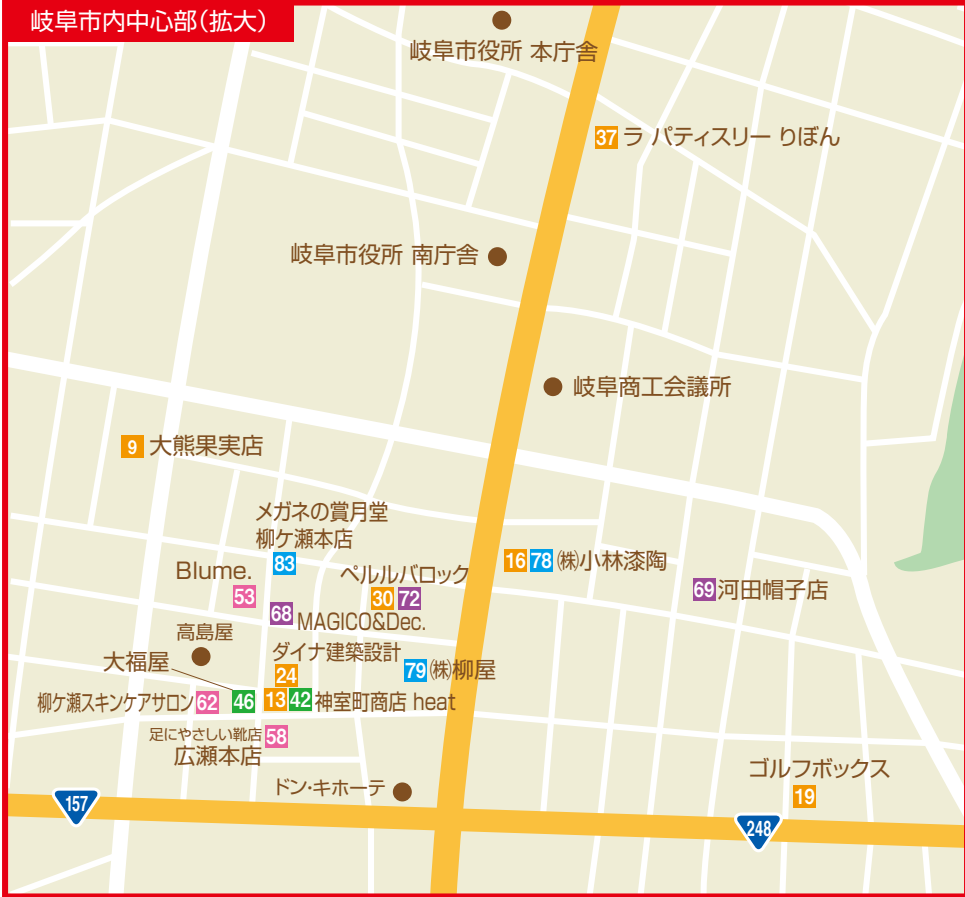 岐阜市内中心部(拡大)
岐阜市役所 本庁舎
37 ラ パティスリー りぼん
岐阜市役所 南庁舎
岐阜商工会議所
9 大熊果実店
メガネの賞月堂
柳ケ瀬本店
83
Blume.
53
ペルルバロック
30 72
16 78 ㈱小林漆陶
69 河田帽子店
68 MAGICO&Dec.
高島屋
ダイナ建築設計
24
大福屋
79 ㈱柳屋
柳ケ瀬スキンケアサロン 62
46
13 42 神室町商店 heat
足にやさしい靴店 58
広瀬本店
ドン・キホーテ
ゴルフボックス
19
157
248